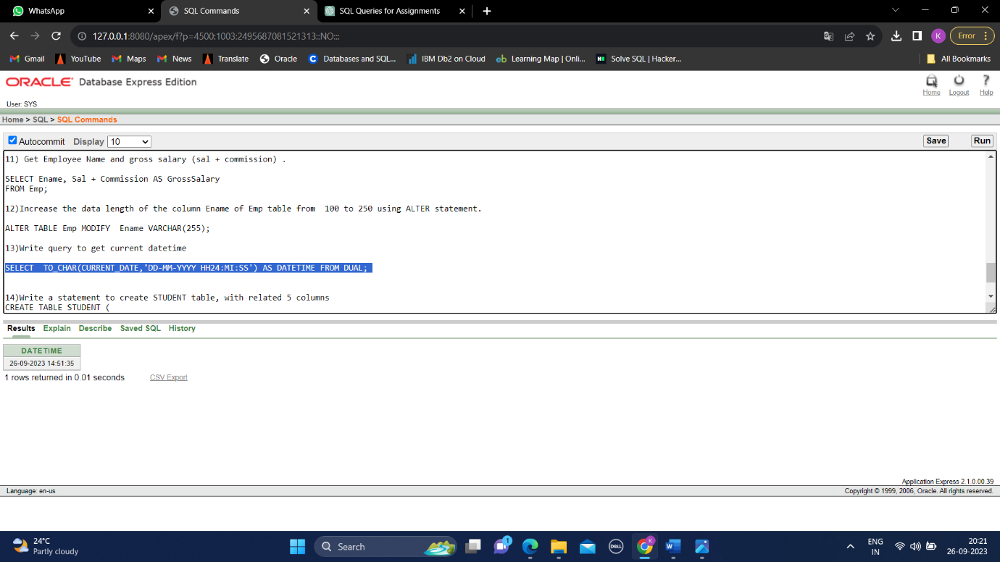 WhatsApp
SQL Commands
SQL Queries for Assignments
127.0.0.1:8080/apex/f?p=4500:1003:2495687081521313::NO:::
K
Error
Gmail
YouTube
Maps
News
Translate
Oracle
Databases and SQL...
IBM Db2 on Cloud
eb Learning Map | Onli...
Solve SQL | Hacker...
All Bookmarks
ORACLE Database Express Edition
Home
Logout
? Help
User: SYS
Home > SQL > SQL Commands
Autocommit Display 10
Save
Run
11) Get Employee Name and gross salary (sal + commission) .
SELECT Ename, Sal + Commission AS GrossSalary
FROM Emp;
12)Increase the data length of the column Ename of Emp table from  100 to 250 using ALTER statement.
ALTER TABLE Emp MODIFY  Ename VARCHAR(255);
13)Write query to get current datetime
SELECT  TO_CHAR(CURRENT_DATE,'DD-MM-YYYY HH24:MI:SS') AS DATETIME FROM DUAL;
14)Write a statement to create STUDENT table, with related 5 columns
CREATE TABLE STUDENT (
Results Explain Describe Saved SQL History
DATETIME
26-09-2023 14:51:35
1 rows returned in 0.01 seconds
CSV Export
Application Express 2.1.0.00.39
Language: en-us
Copyright © 1999, 2006, Oracle. All rights reserved.
24°C
Partly cloudy
Search
1
DELL
K
W
ENG
IN
20:21
26-09-2023